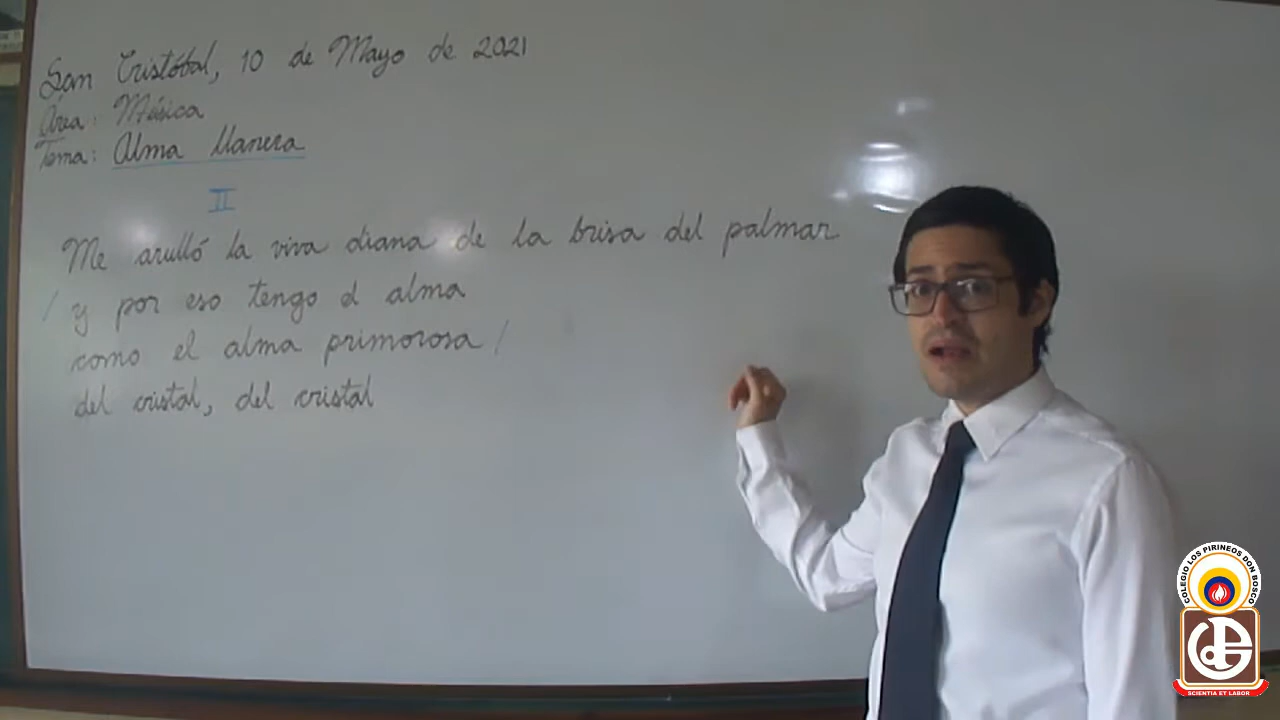 San Cristóbal, 10 de Mayo de 2021
Área: Música
Tema: Alma llanera
II
Me arulló la viva diana de la brisa del palmar
/ y por eso tengo el alma
como el alma primorosa /
del cristal, del cristal
COLEGIO LOS PIRINEOS DON BOSCO
SCIENTIA ET LABOR